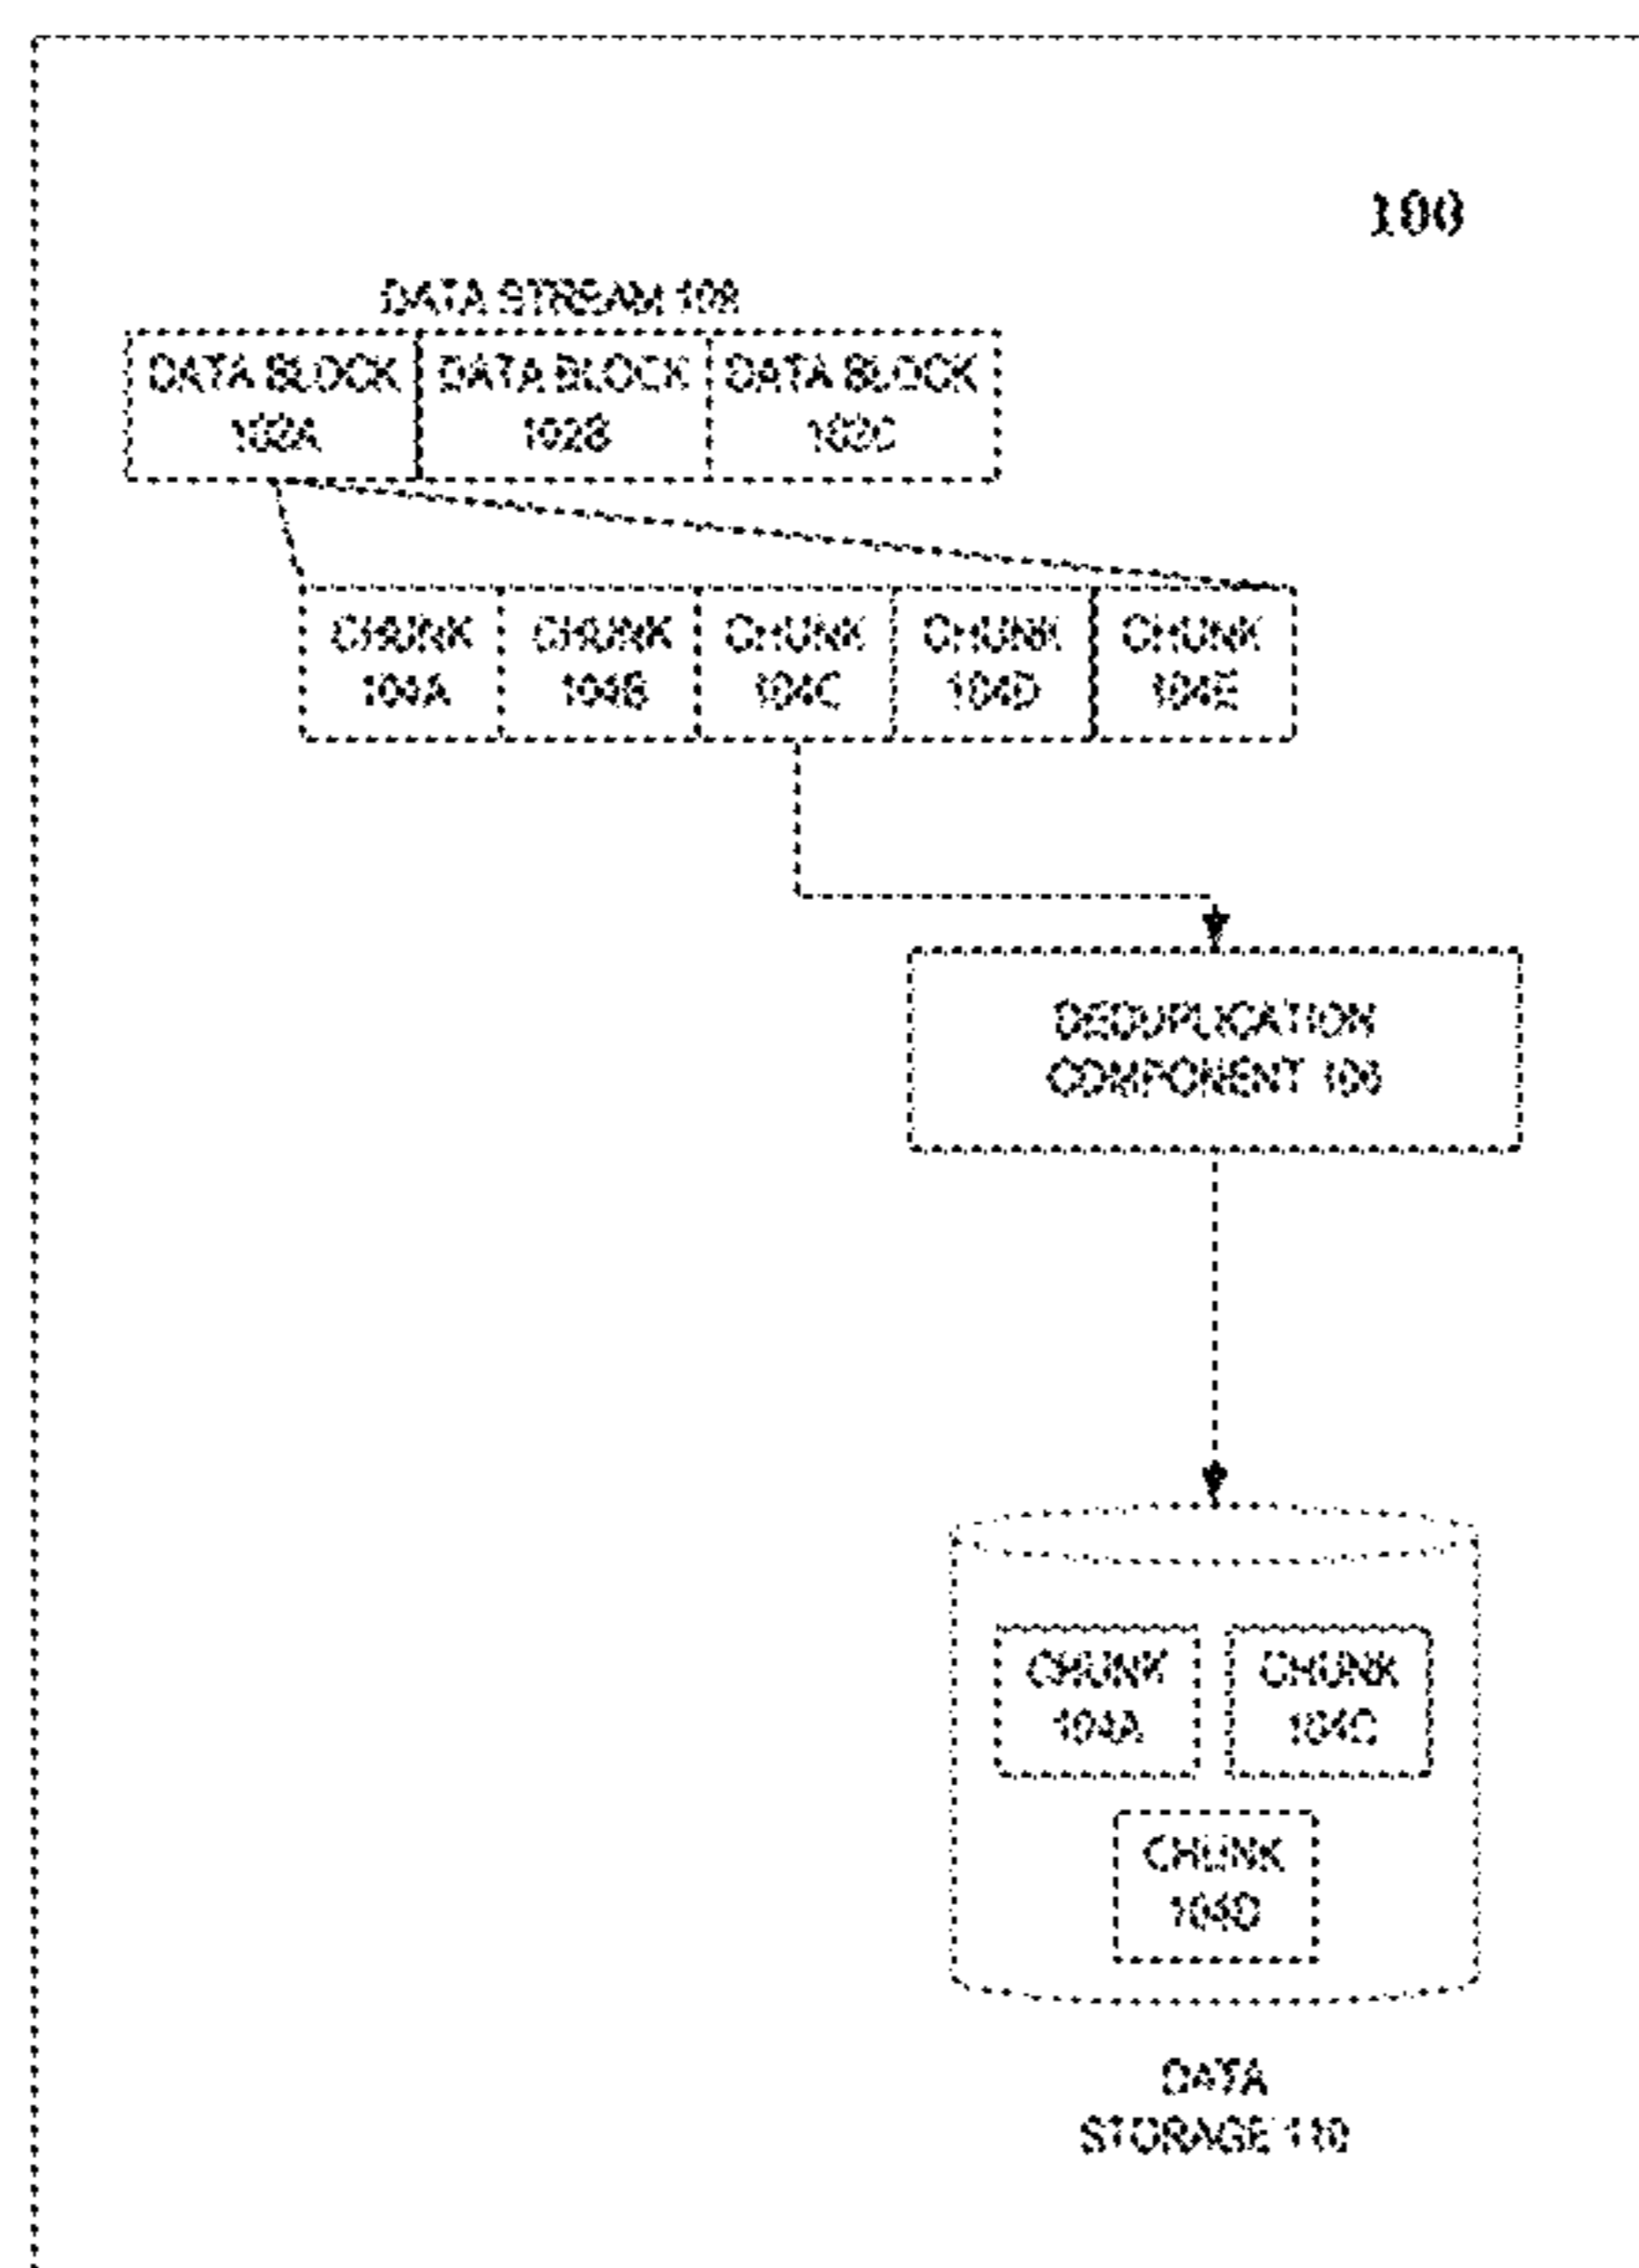 100
DATA STREAM 108
DATA BLOCK 102A
DATA BLOCK 102B
DATA BLOCK 102C
CHUNK 104A
CHUNK 104B
CHUNK 104C
CHUNK 104D
CHUNK 104E
DEDUPLICATION
COMPONENT 106
CHUNK 104A
CHUNK 104C
CHUNK
104D
DATA
STORAGE 110